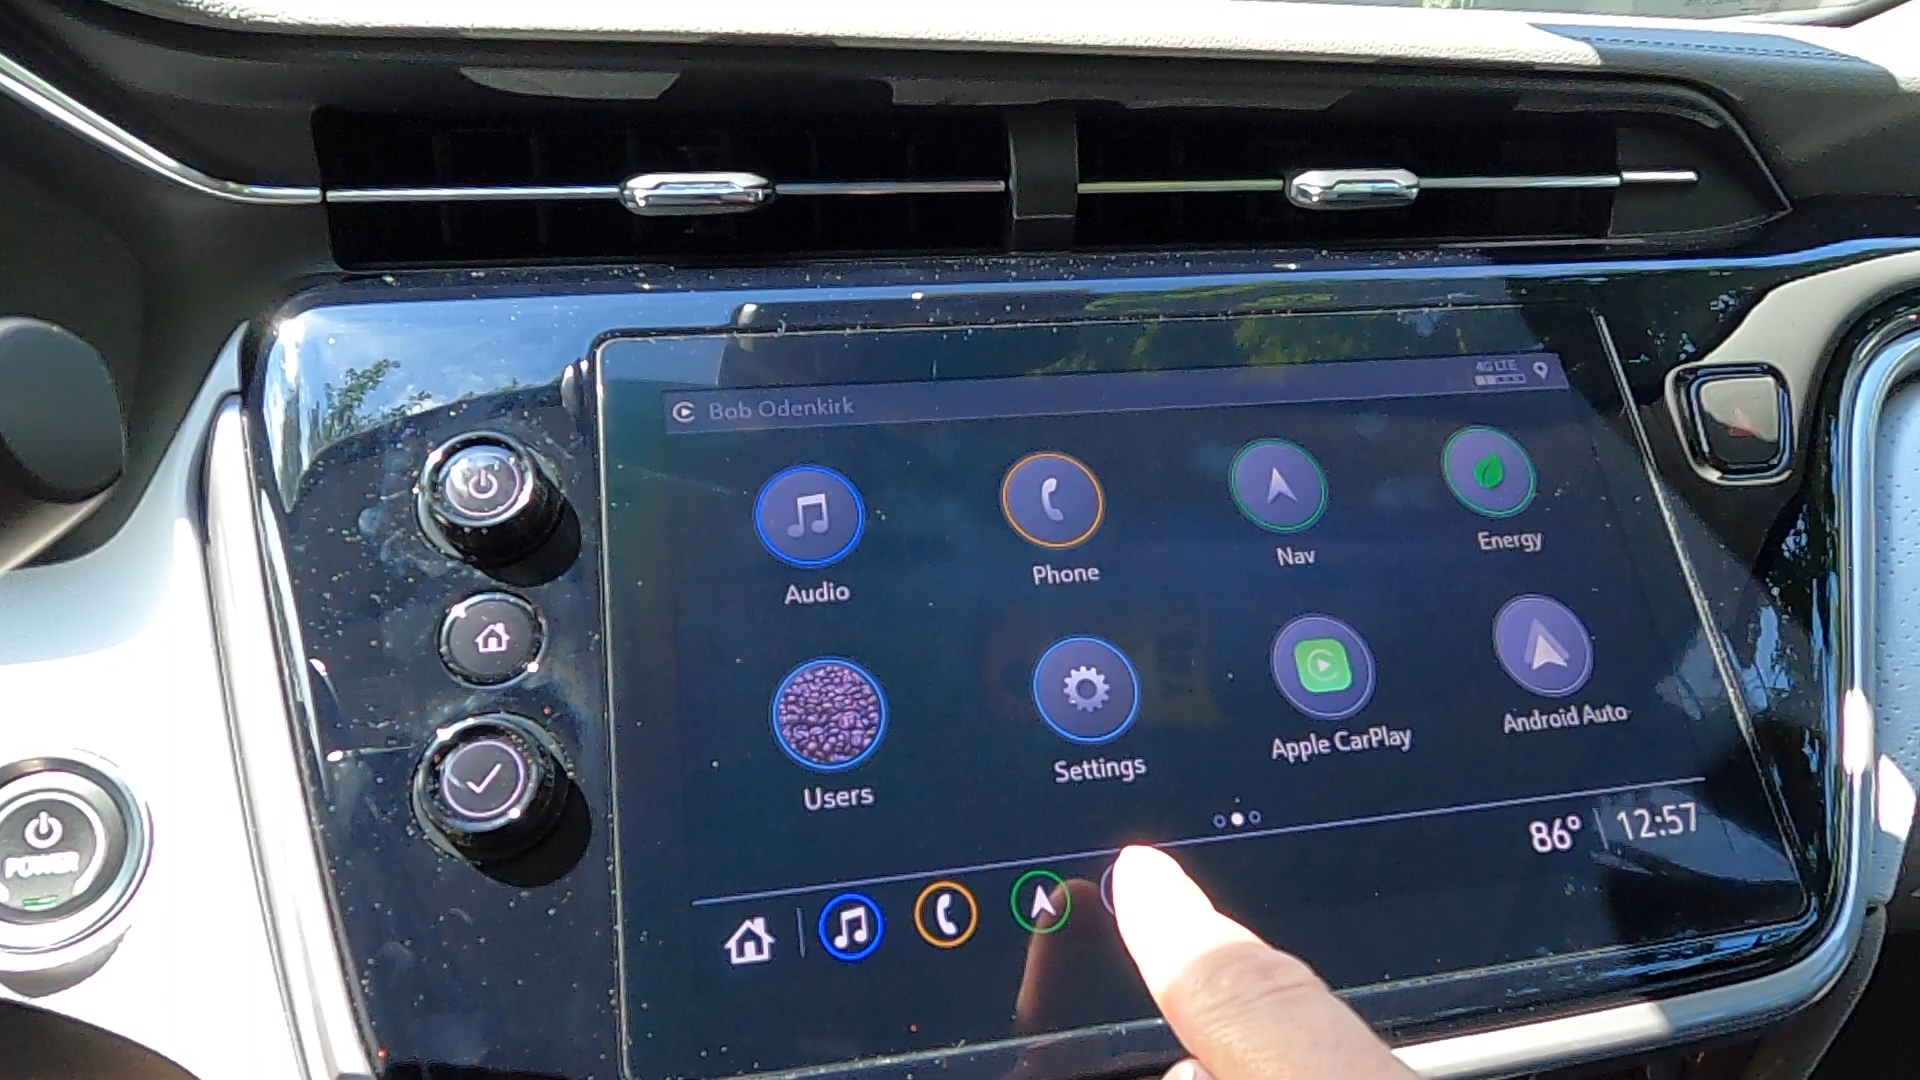 4G LTE
Bob Odenkirk
Audio
Phone
Nav
Energy
Users
Settings
Apple CarPlay
Android Auto
86° 12:57
POWER